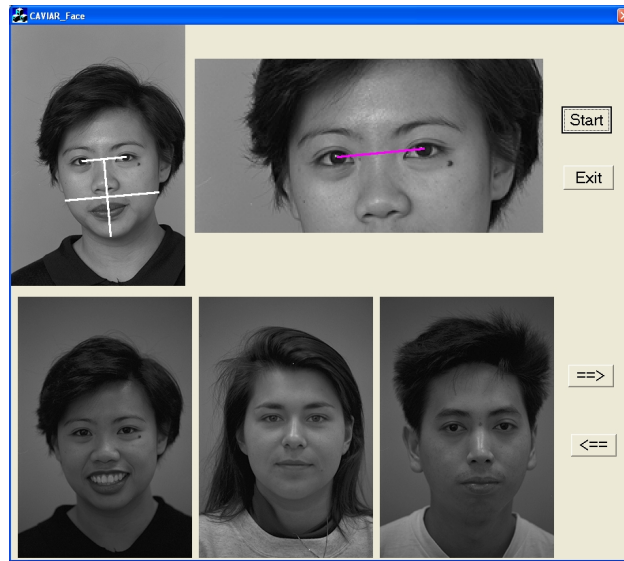 CAVIAR_Face
Start
Exit
==>
<==